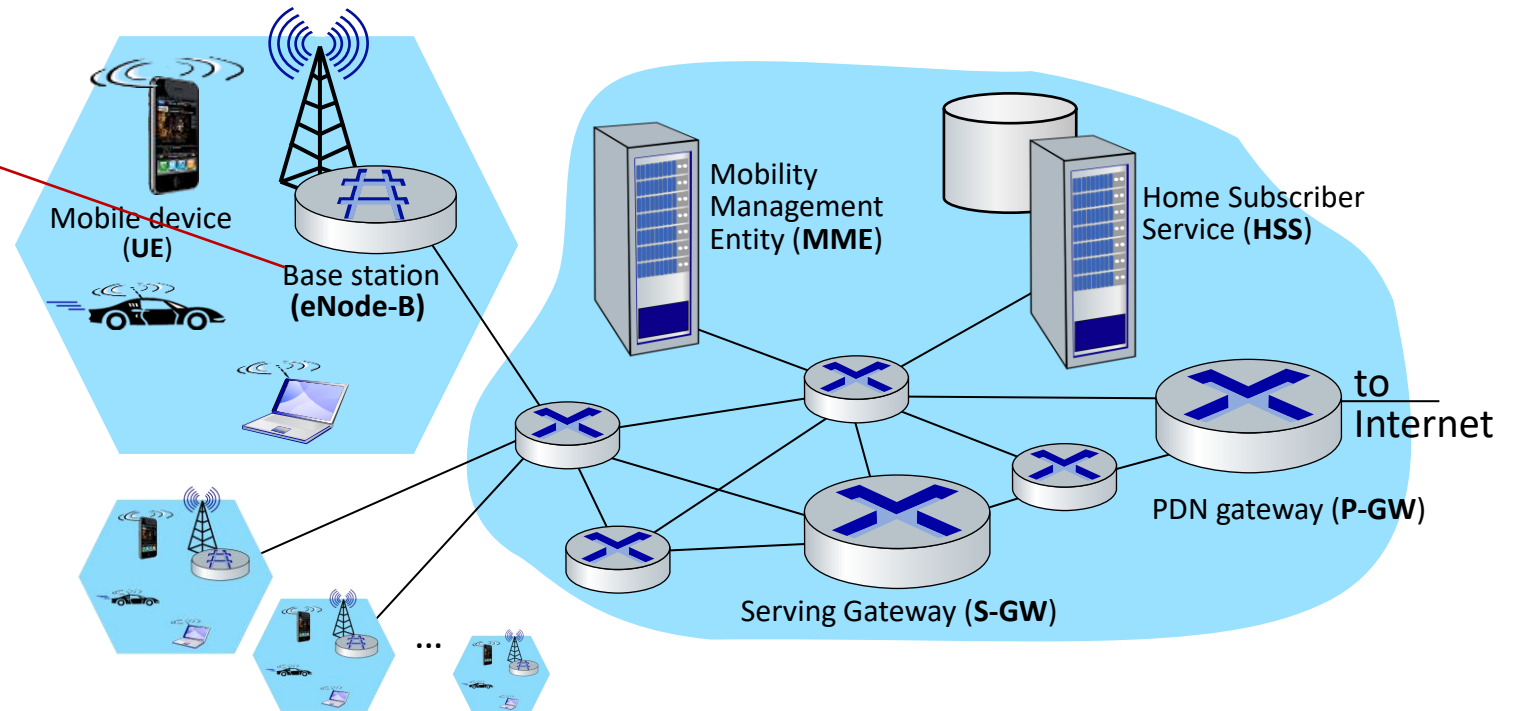 Mobile device
(UE)
Base station
(eNode-B)
Mobility
Management
Entity (MME)
Home Subscriber
Service (HSS)
to
Internet
PDN gateway (P-GW)
Serving Gateway (S-GW)
...